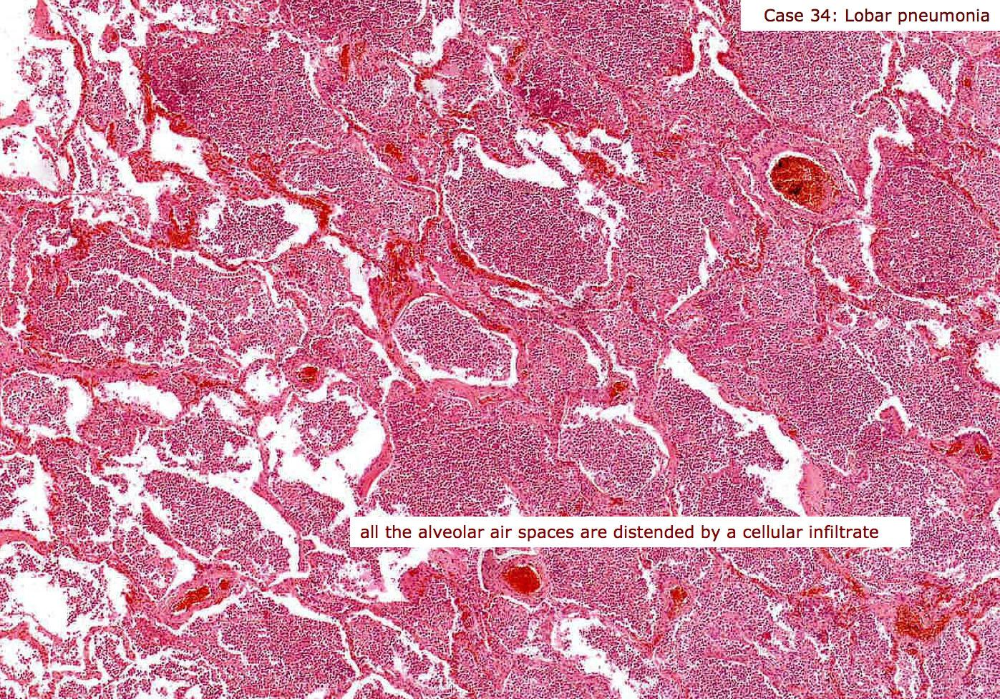 Case 34: Lobar pneumonia
all the alveolar air spaces are distended by a cellular infiltrate